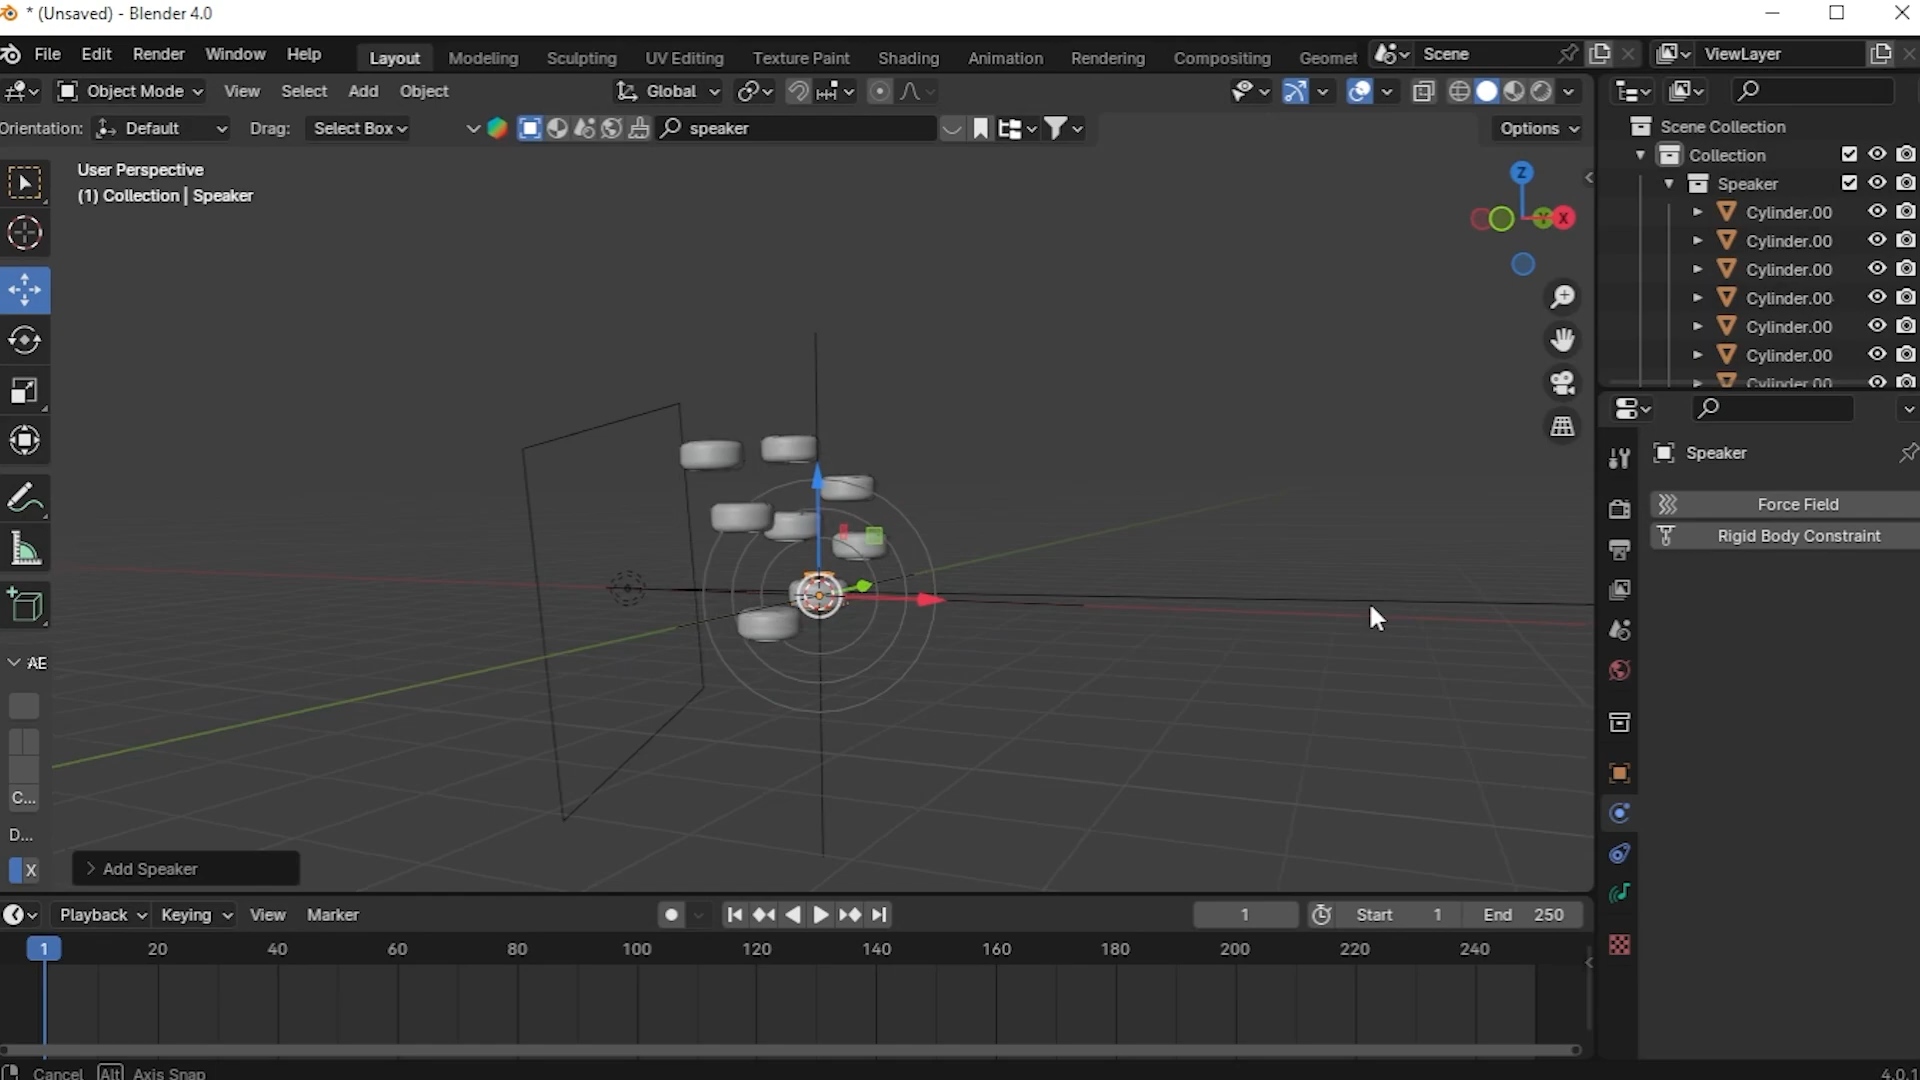 * (Unsaved) - Blender 4.0
File Edit Render Window Help Layout Modeling Sculpting UV Editing Texture Paint Shading Animation Rendering Compositing Geomet Scene ViewLayer
Object Mode View Select Add Object Global
Orientation: Default Drag: Select Box speaker Options
User Perspective
(1) Collection | Speaker
Z
X
Scene Collection
Collection
Speaker
Cylinder.00
Cylinder.00
Cylinder.00
Cylinder.00
Cylinder.00
Cylinder.00
Cylinder.00
Speaker
Force Field
Rigid Body Constraint
AE
C...
D...
X
Add Speaker
Playback Keying View Marker 1 Start 1 End 250
1 20 40 60 80 100 120 140 160 180 200 220 240
Cancel Alt Axis Snap
4.0.1